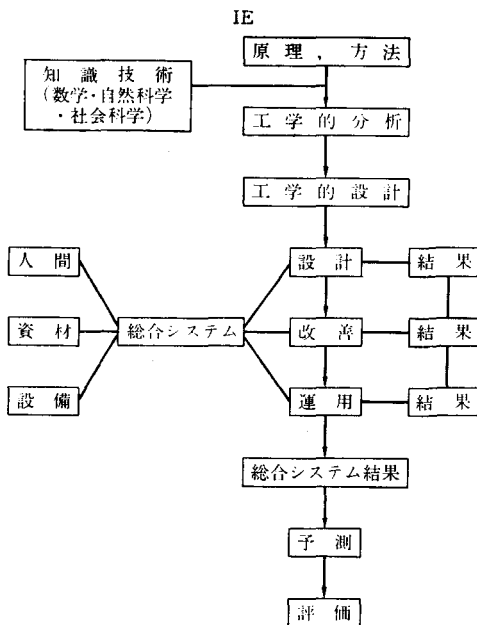 IE
原理，方法
知識技術
（数学・自然科学
・社会科学）
工学的分析
工学的設計
人間
設計
結果
資材
総合システム
改善
結果
設備
運用
結果
総合システム結果
予測
評価